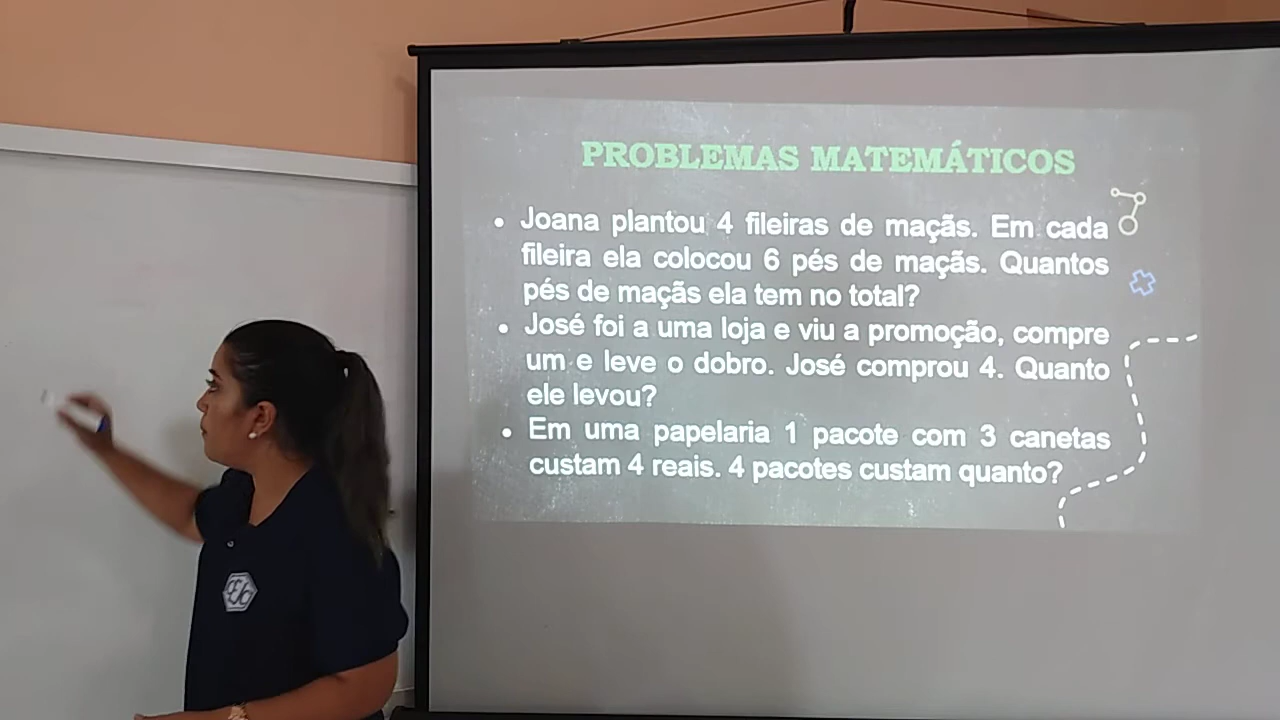 PROBLEMAS MATEMÁTICOS
• Joana plantou 4 fileiras de maçãs. Em cada
fileira ela colocou 6 pés de maçãs. Quantos
pés de maçãs ela tem no total?
• José foi a uma loja e viu a promoção, compre
um e leve o dobro. José comprou 4. Quanto
ele levou?
• Em uma papelaria 1 pacote com 3 canetas
custam 4 reais. 4 pacotes custam quanto?